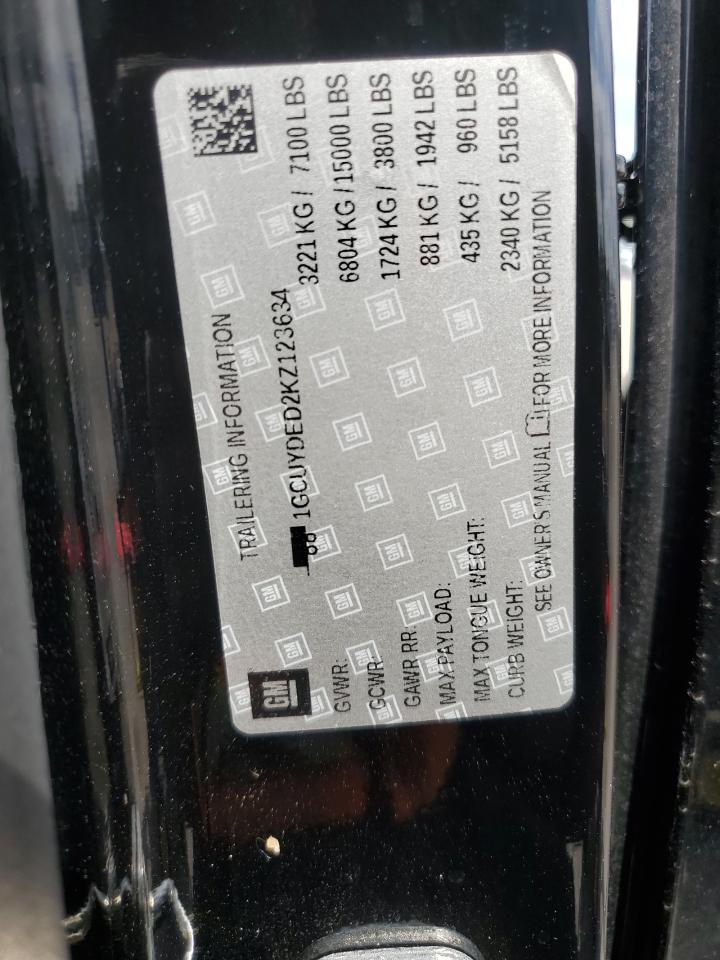 GM
TRAILERING INFORMATION
1GCUYDED2KZ123634
GVWR: 3221 KG / 7100 LBS
GCWR: 6804 KG / 15000 LBS
GAWR RR: 1724 KG / 3800 LBS
MAX PAYLOAD: 881 KG / 1942 LBS
MAX TONGUE WEIGHT: 435 KG / 960 LBS
CURB WEIGHT: 2340 KG / 5158 LBS
SEE OWNER'S MANUAL FOR MORE INFORMATION